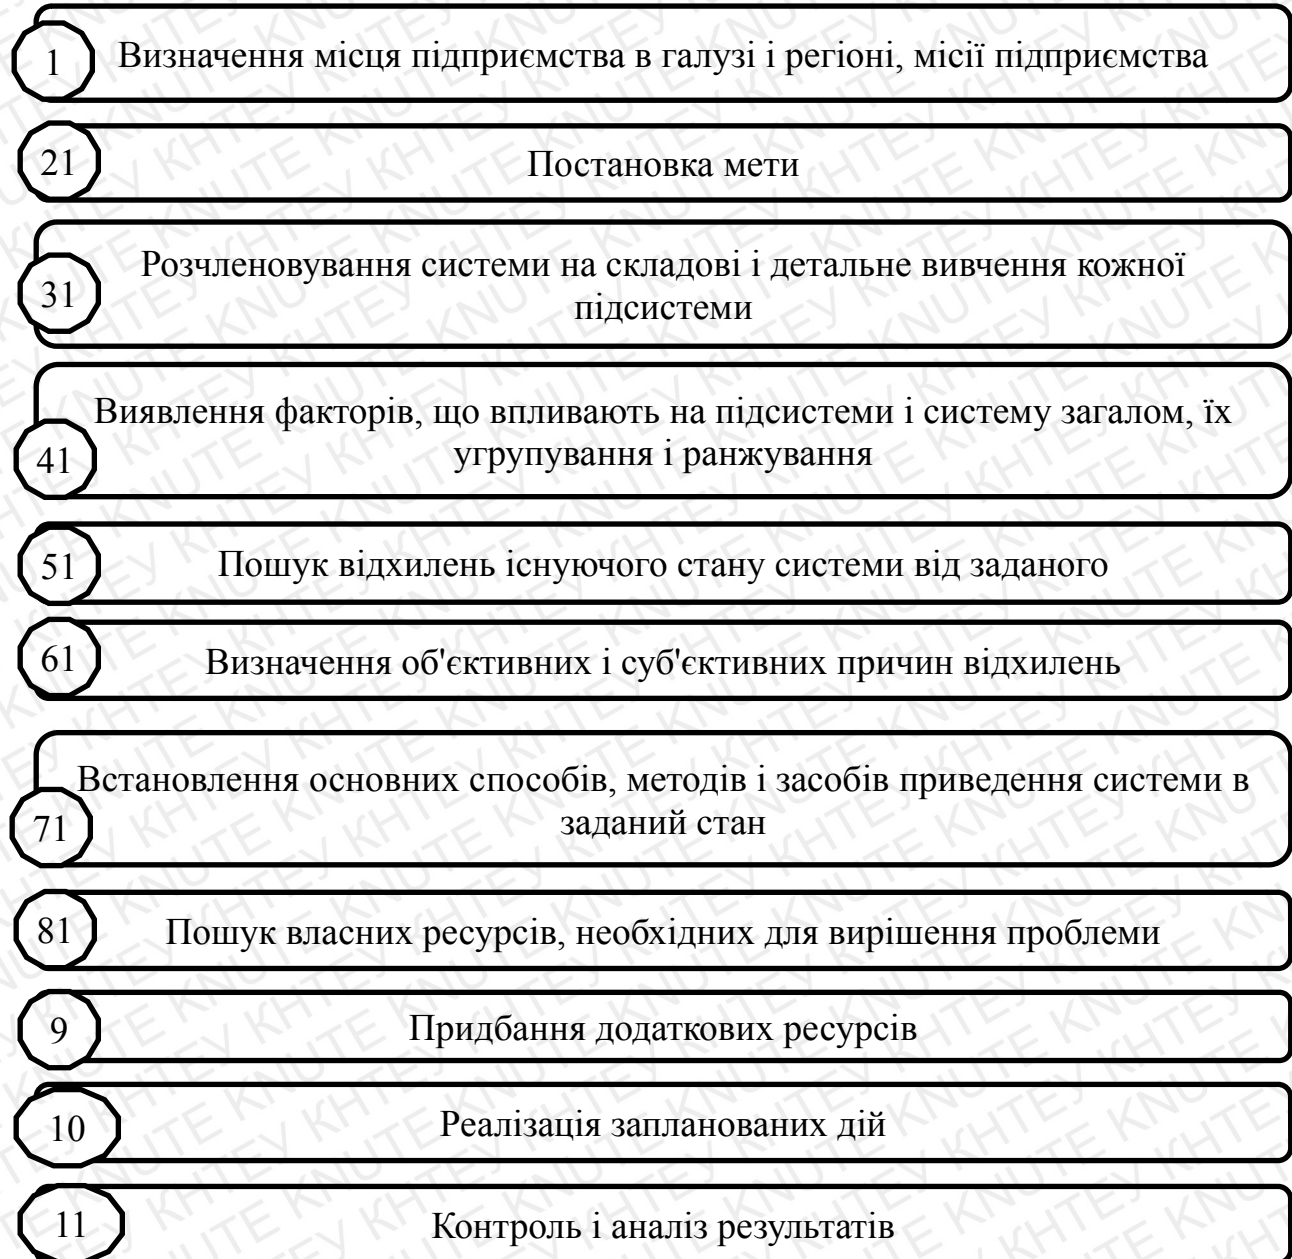 1
Визначення місця підприємства в галузі і регіоні, місії підприємства
21
Постановка мети
31
Розчленовування системи на складові і детальне вивчення кожної
підсистеми
41
Виявлення факторів, що впливають на підсистеми і систему загалом, їх
угрупування і ранжування
51
Пошук відхилень існуючого стану системи від заданого
61
Визначення об'єктивних і суб'єктивних причин відхилень
71
Встановлення основних способів, методів і засобів приведення системи в
заданий стан
81
Пошук власних ресурсів, необхідних для вирішення проблеми
9
Придбання додаткових ресурсів
10
Реалізація запланованих дій
11
Контроль і аналіз результатів